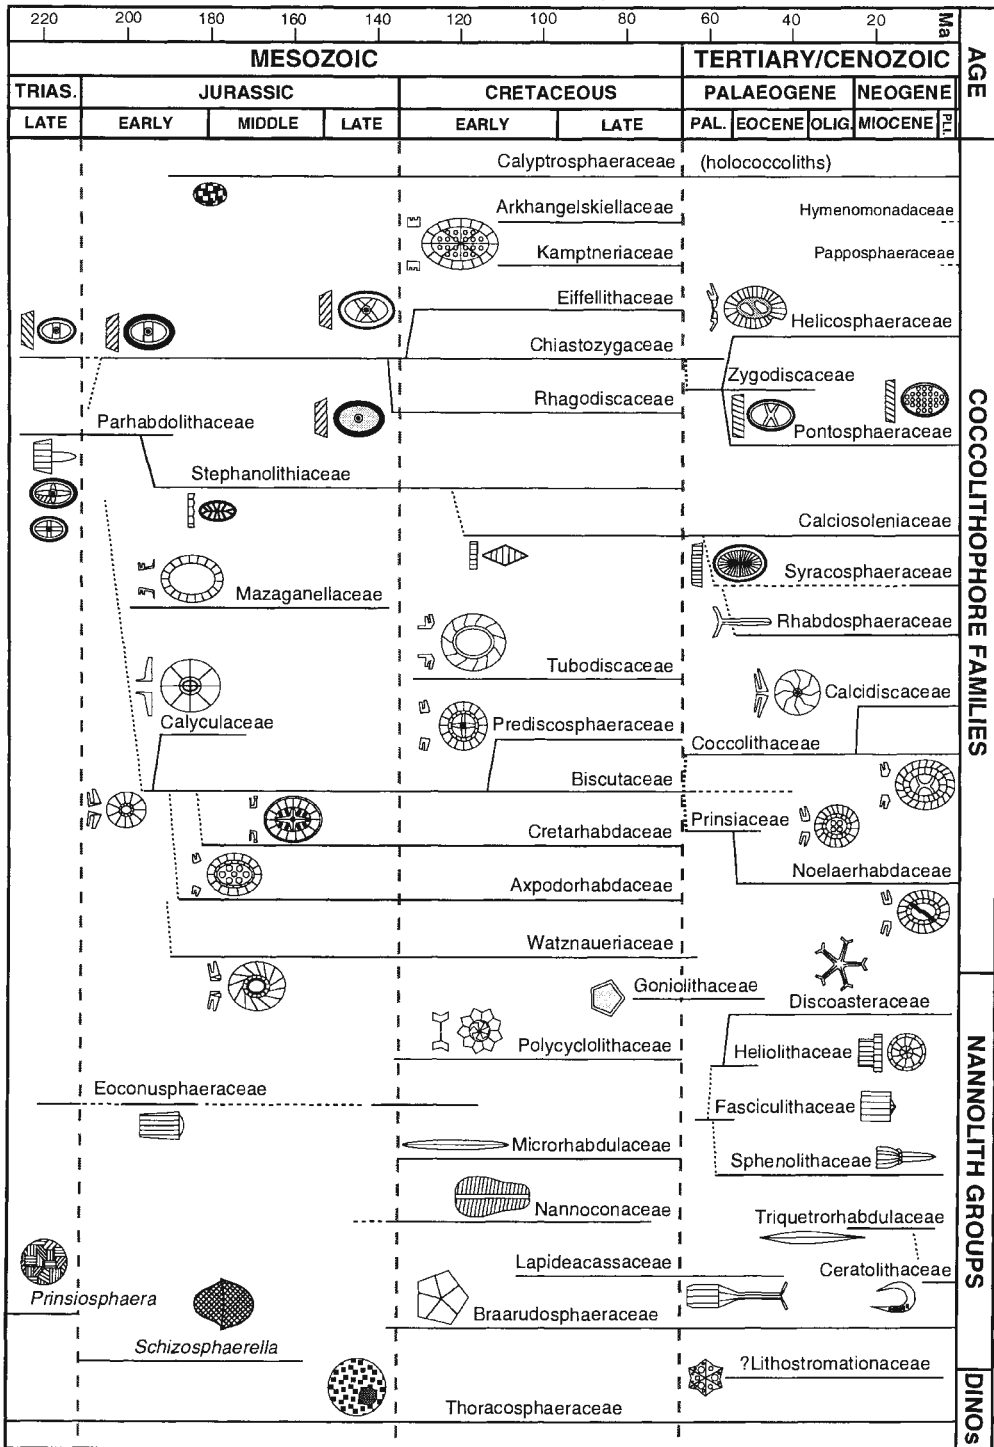 220 200 180 160 140 120 100 80 60 40 20 Ma
AGE
MESOZOIC TERTIARY/CENOZOIC
TRIAS. JURASSIC CRETACEOUS PALAEOGENE NEOGENE
LATE EARLY MIDDLE LATE EARLY LATE PAL. EOCENE OLIG. MIOCENE PLI.
COCCOLITHOPHORE FAMILIES
Calyptrosphaeraceae (holococcoliths)
Arkhangelskiellaceae Hymenomonadaceae
Kamptneriaceae Papposphaeraceae
Eiffellithaceae
Helicosphaeraceae
Chiastozygaceae
Zygodiscaceae
Rhagodiscaceae
Parhabdolithaceae
Pontosphaeraceae
Stephanolithiaceae
Calciosoleniaceae
Syracosphaeraceae
Mazaganellaceae
Rhabdosphaeraceae
Tubodiscaceae
Calcidiscaceae
Calyculaceae
Prediscosphaeraceae
Coccolithaceae
Biscutaceae
Prinsiaceae
Cretarhabdaceae
Noelaerhabdaceae
Axpodorhabdaceae
Watznaueriaceae
NANNOLITH GROUPS
Goniolithaceae
Discoasteraceae
Polycyclolithaceae
Heliolithaceae
Eoconusphaeraceae
Fasciculithaceae
Microrhabdulaceae
Sphenolithaceae
Nannoconaceae
Triquetrorhabdulaceae
Lapideacassaceae
Ceratolithaceae
Prinsiosphaera
Braarudosphaeraceae
Schizosphaerella
?Lithostromationaceae
DINOs
Thoracosphaeraceae